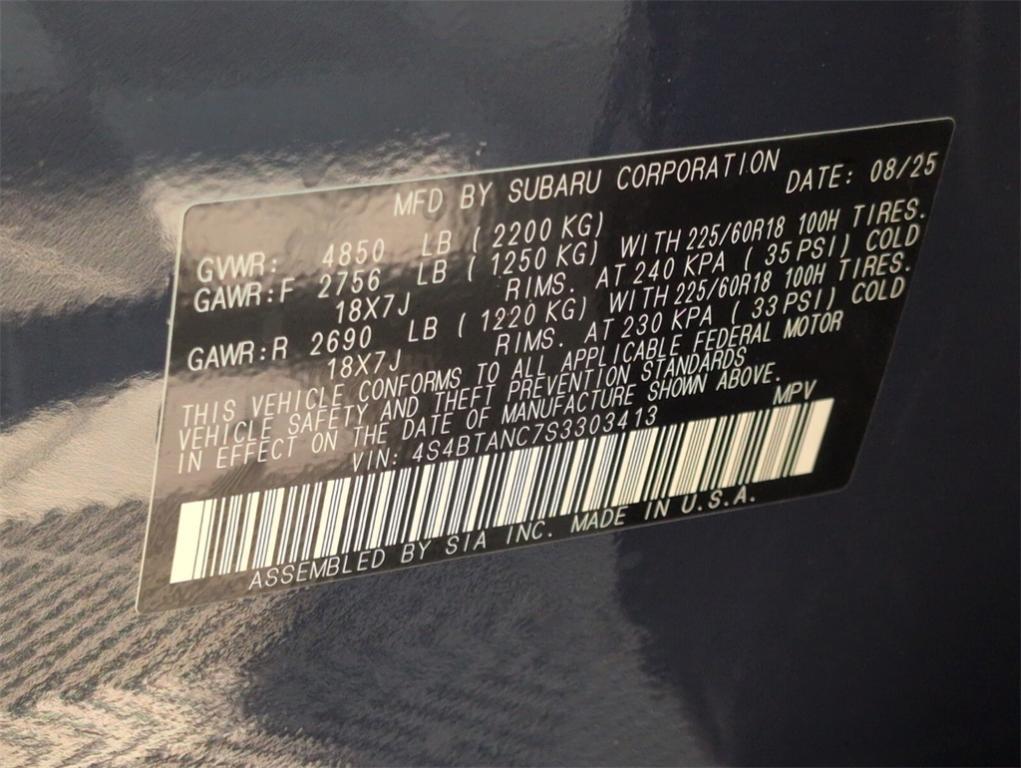 MFD BY SUBARU CORPORATION
DATE: 08/25
GVWR: 4850 LB ( 2200 KG)
GAWR:F 2756 LB ( 1250 KG) WITH 225/60R18 100H TIRES.
18X7J RIMS. AT 240 KPA ( 35 PSI) COLD
GAWR:R 2690 LB ( 1220 KG) WITH 225/60R18 100H TIRES.
18X7J RIMS. AT 230 KPA ( 33 PSI) COLD
THIS VEHICLE CONFORMS TO ALL APPLICABLE FEDERAL MOTOR
VEHICLE SAFETY AND THEFT PREVENTION STANDARDS
IN EFFECT ON THE DATE OF MANUFACTURE SHOWN ABOVE.
VIN: 4S4BTANC7S3303413 MPV
ASSEMBLED BY SIA INC. MADE IN U.S.A.